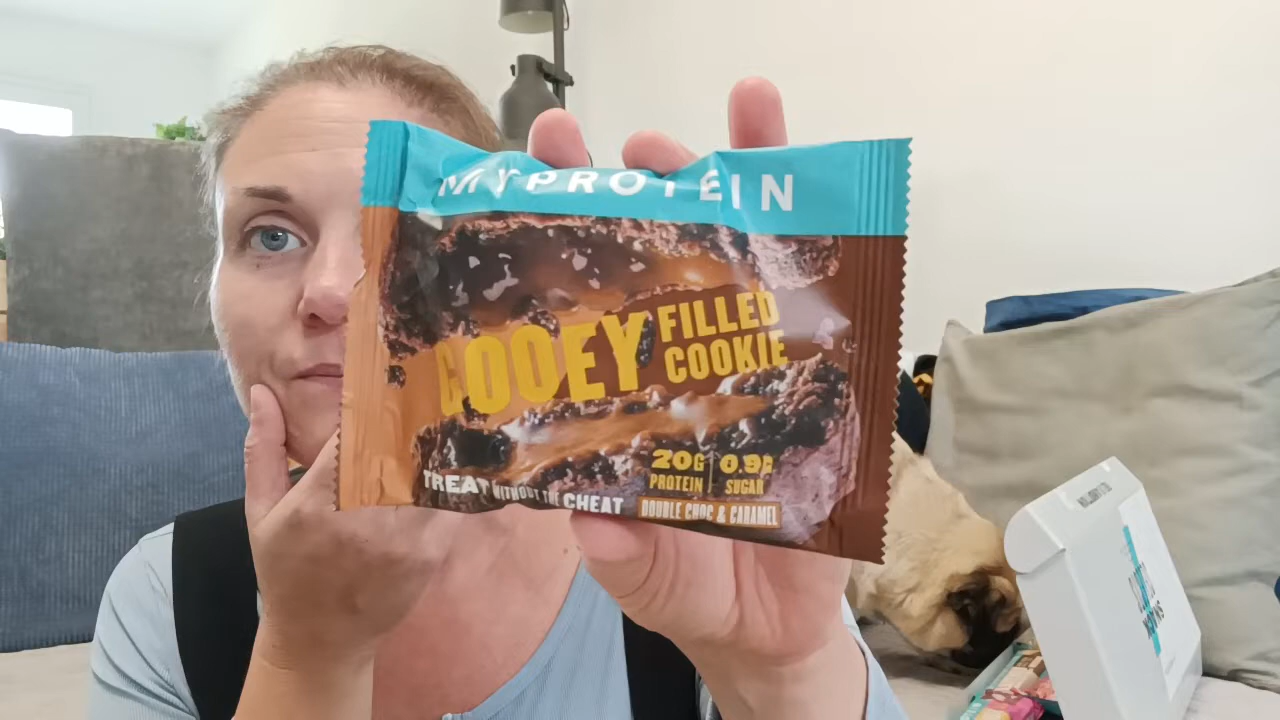 MYPROTEIN
GOOEY
FILLED
COOKIE
20G
PROTEIN
0.9G
SUGAR
TREAT WITHOUT THE CHEAT
DOUBLE CHOC & CARAMEL